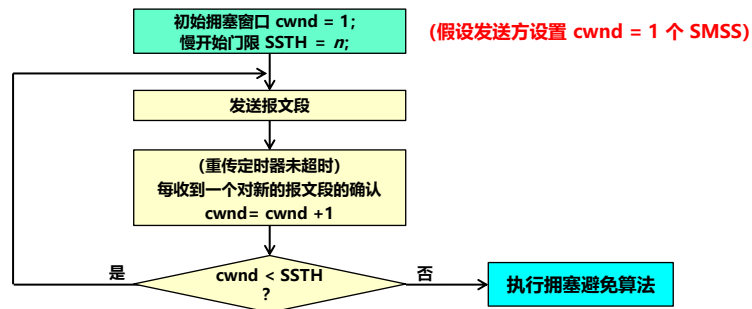 初始拥塞窗口 cwnd = 1；
慢开始门限 SSTH = n;
(假设发送方设置 cwnd = 1 个 SMSS)
发送报文段
(重传定时器未超时)
每收到一个对新的报文段的确认
cwnd= cwnd +1
是
cwnd < SSTH
?
否
执行拥塞避免算法